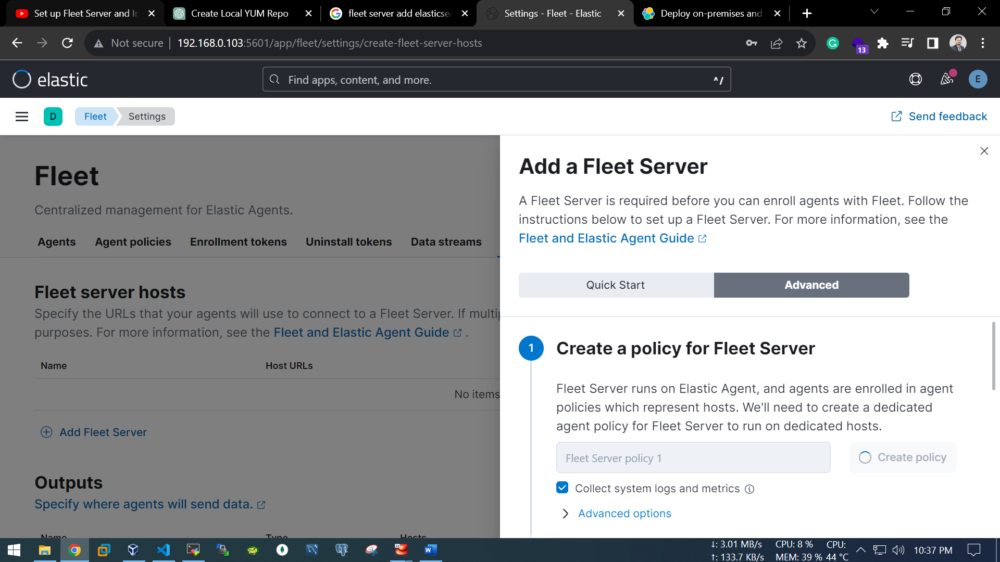 Set up Fleet Server and In
Create Local YUM Repo
fleet server add elasticsea
Settings - Fleet - Elastic
Deploy on-premises and
Not secure
192.168.0.103:5601/app/fleet/settings/create-fleet-server-hosts
G
13
elastic
Find apps, content, and more.
^/
E
D
Fleet
Settings
Send feedback
Fleet
Centralized management for Elastic Agents.
Agents
Agent policies
Enrollment tokens
Uninstall tokens
Data streams
Fleet server hosts
Specify the URLs that your agents will use to connect to a Fleet Server. If multip
purposes. For more information, see the Fleet and Elastic Agent Guide .
Name
Host URLs
No items
Add Fleet Server
Outputs
Specify where agents will send data.
Name
Type
Hosts
Add a Fleet Server
A Fleet Server is required before you can enroll agents with Fleet. Follow the
instructions below to set up a Fleet Server. For more information, see the
Fleet and Elastic Agent Guide
Quick Start
Advanced
1
Create a policy for Fleet Server
Fleet Server runs on Elastic Agent, and agents are enrolled in agent
policies which represent hosts. We'll need to create a dedicated
agent policy for Fleet Server to run on dedicated hosts.
Fleet Server policy 1
Create policy
Collect system logs and metrics
Advanced options
↓: 3.01 MB/s
CPU: 8 %
CPU:
↑: 133.7 KB/s
MEM: 39 %
44 °C
10:37 PM